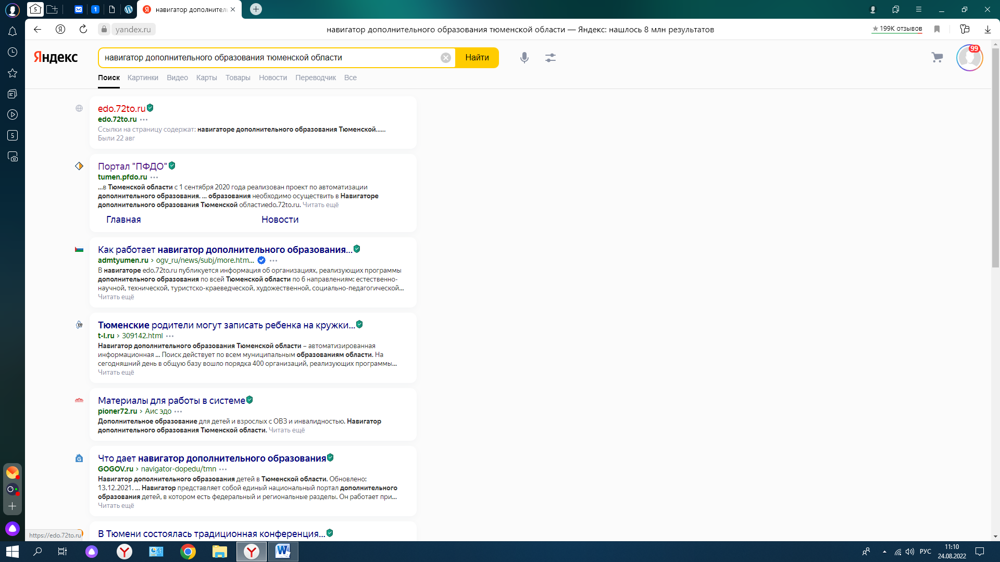 5
1
навигатор дополнитель
yandex.ru
навигатор дополнительного образования тюменской области — Яндекс: нашлось 8 млн результатов
199K отзывов
Яндекс
навигатор дополнительного образования тюменской области
Найти
99
Поиск
Картинки
Видео
Карты
Товары
Новости
Переводчик
Все
edo.72to.ru
edo.72to.ru
Ссылки на страницу содержат: навигаторе дополнительного образования Тюменской......
Были 22 авг
Портал "ПФДО"
tumen.pfdo.ru
...в Тюменской области с 1 сентября 2020 года реализован проект по автоматизации
дополнительного образования. ... образования необходимо осуществить в Навигаторе
дополнительного образования Тюменской областиedo.72to.ru. Читать ещё
Главная
Новости
Как работает навигатор дополнительного образования...
admtyumen.ru › ogv_ru/news/subj/more.htm...
В навигаторе edo.72to.ru публикуется информация об организациях, реализующих программы
дополнительного образования по всей Тюменской области по 6 направлениям: естественно-
научной, технической, туристско-краеведческой, художественной, социально-педагогической...
Читать ещё
Тюменские родители могут записать ребенка на кружки...
t-l.ru › 309142.html
Навигатор дополнительного образования Тюменской области – автоматизированная
информационная ... Поиск действует по всем муниципальным образованиям области. На
сегодняшний день в общую базу вошло порядка 400 организаций, реализующих программы...
Читать ещё
Материалы для работы в системе
pioner72.ru › Аис эдо
Дополнительное образование для детей и взрослых с ОВЗ и инвалидностью. Навигатор
дополнительного образования Тюменской области. Читать ещё
Что дает навигатор дополнительного образования
GOGOV.ru › navigator-dopedu/tmn
Навигатор дополнительного образования детей в Тюменской области. Обновлено:
13.12.2021. ... Навигатор представляет собой единый национальный портал дополнительного
образования детей, в котором есть федеральный и региональные разделы. Он работает при...
Читать ещё
В Тюмени состоялась традиционная конференция...
5
https://edo.72to.ru
РУС
11:10
24.08.2022